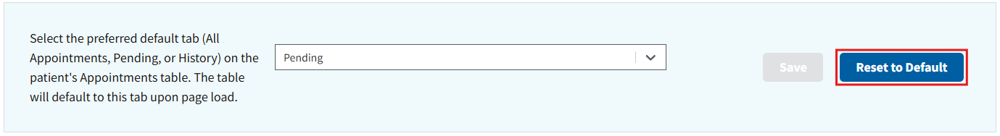 Select the preferred default tab (All
Appointments, Pending, or History) on the
patient's Appointments table. The table
will default to this tab upon page load.
Pending
Save
Reset to Default